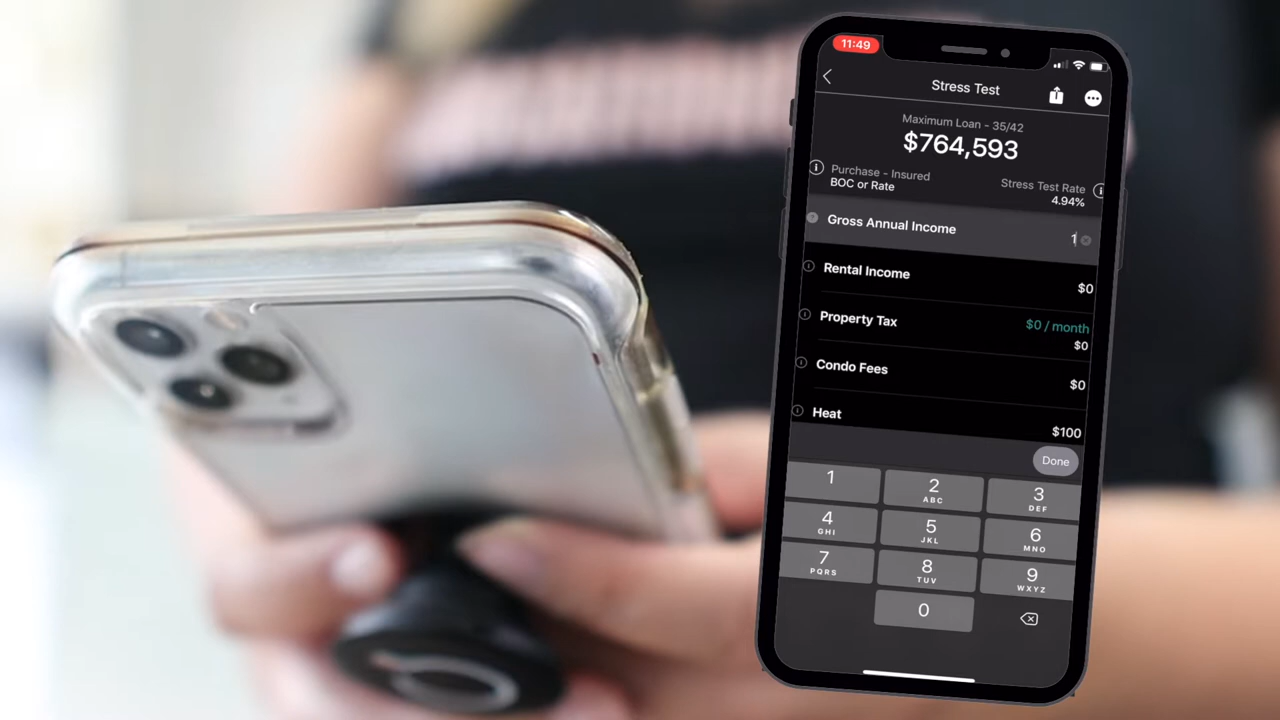 11:49
Stress Test
Maximum Loan - 35/42
$764,593
Purchase - Insured
BOC or Rate
Stress Test Rate
4.94%
Gross Annual Income 1
Rental Income $0
Property Tax $0 / month
$0
Condo Fees $0
Heat $100
Done
1 2 3
ABC DEF
4 5 6
GHI JKL MNO
7 8 9
PQRS TUV WXYZ
0